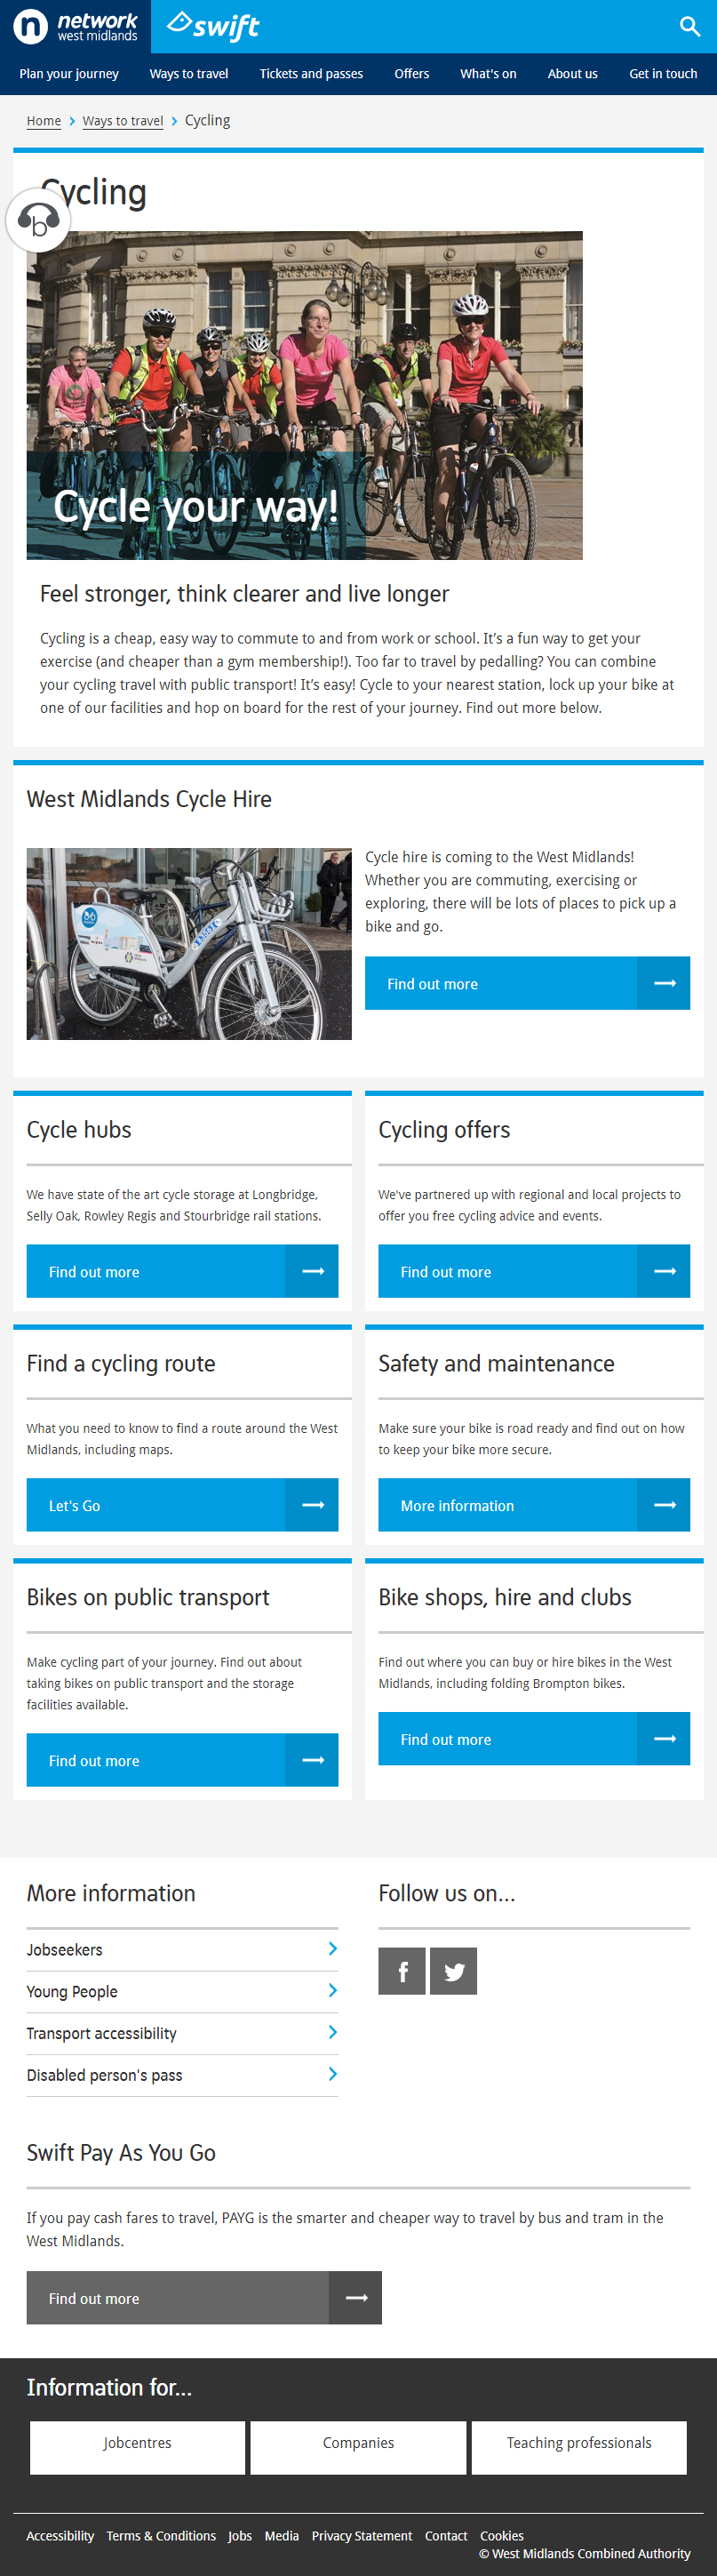 network
west midlands
swift
Plan your journey Ways to travel Tickets and passes Offers What's on About us Get in touch
Home Ways to travel Cycling
Cycling
b
Cycle your way!
Feel stronger, think clearer and live longer
Cycling is a cheap, easy way to commute to and from work or school. It’s a fun way to get your
exercise (and cheaper than a gym membership!). Too far to travel by pedalling? You can combine
your cycling travel with public transport! It’s easy! Cycle to your nearest station, lock up your bike at
one of our facilities and hop on board for the rest of your journey. Find out more below.
West Midlands Cycle Hire
Cycle hire is coming to the West Midlands!
Whether you are commuting, exercising or
exploring, there will be lots of places to pick up a
bike and go.
Find out more
Cycle hubs
We have state of the art cycle storage at Longbridge,
Selly Oak, Rowley Regis and Stourbridge rail stations.
Find out more
Cycling offers
We've partnered up with regional and local projects to
offer you free cycling advice and events.
Find out more
Find a cycling route
What you need to know to find a route around the West
Midlands, including maps.
Let's Go
Safety and maintenance
Make sure your bike is road ready and find out on how
to keep your bike more secure.
More information
Bikes on public transport
Make cycling part of your journey. Find out about
taking bikes on public transport and the storage
facilities available.
Find out more
Bike shops, hire and clubs
Find out where you can buy or hire bikes in the West
Midlands, including folding Brompton bikes.
Find out more
More information
Jobseekers
Young People
Transport accessibility
Disabled person's pass
Follow us on...
Swift Pay As You Go
If you pay cash fares to travel, PAYG is the smarter and cheaper way to travel by bus and tram in the
West Midlands.
Find out more
Information for...
Jobcentres
Companies
Teaching professionals
Accessibility Terms & Conditions Jobs Media Privacy Statement Contact Cookies
© West Midlands Combined Authority